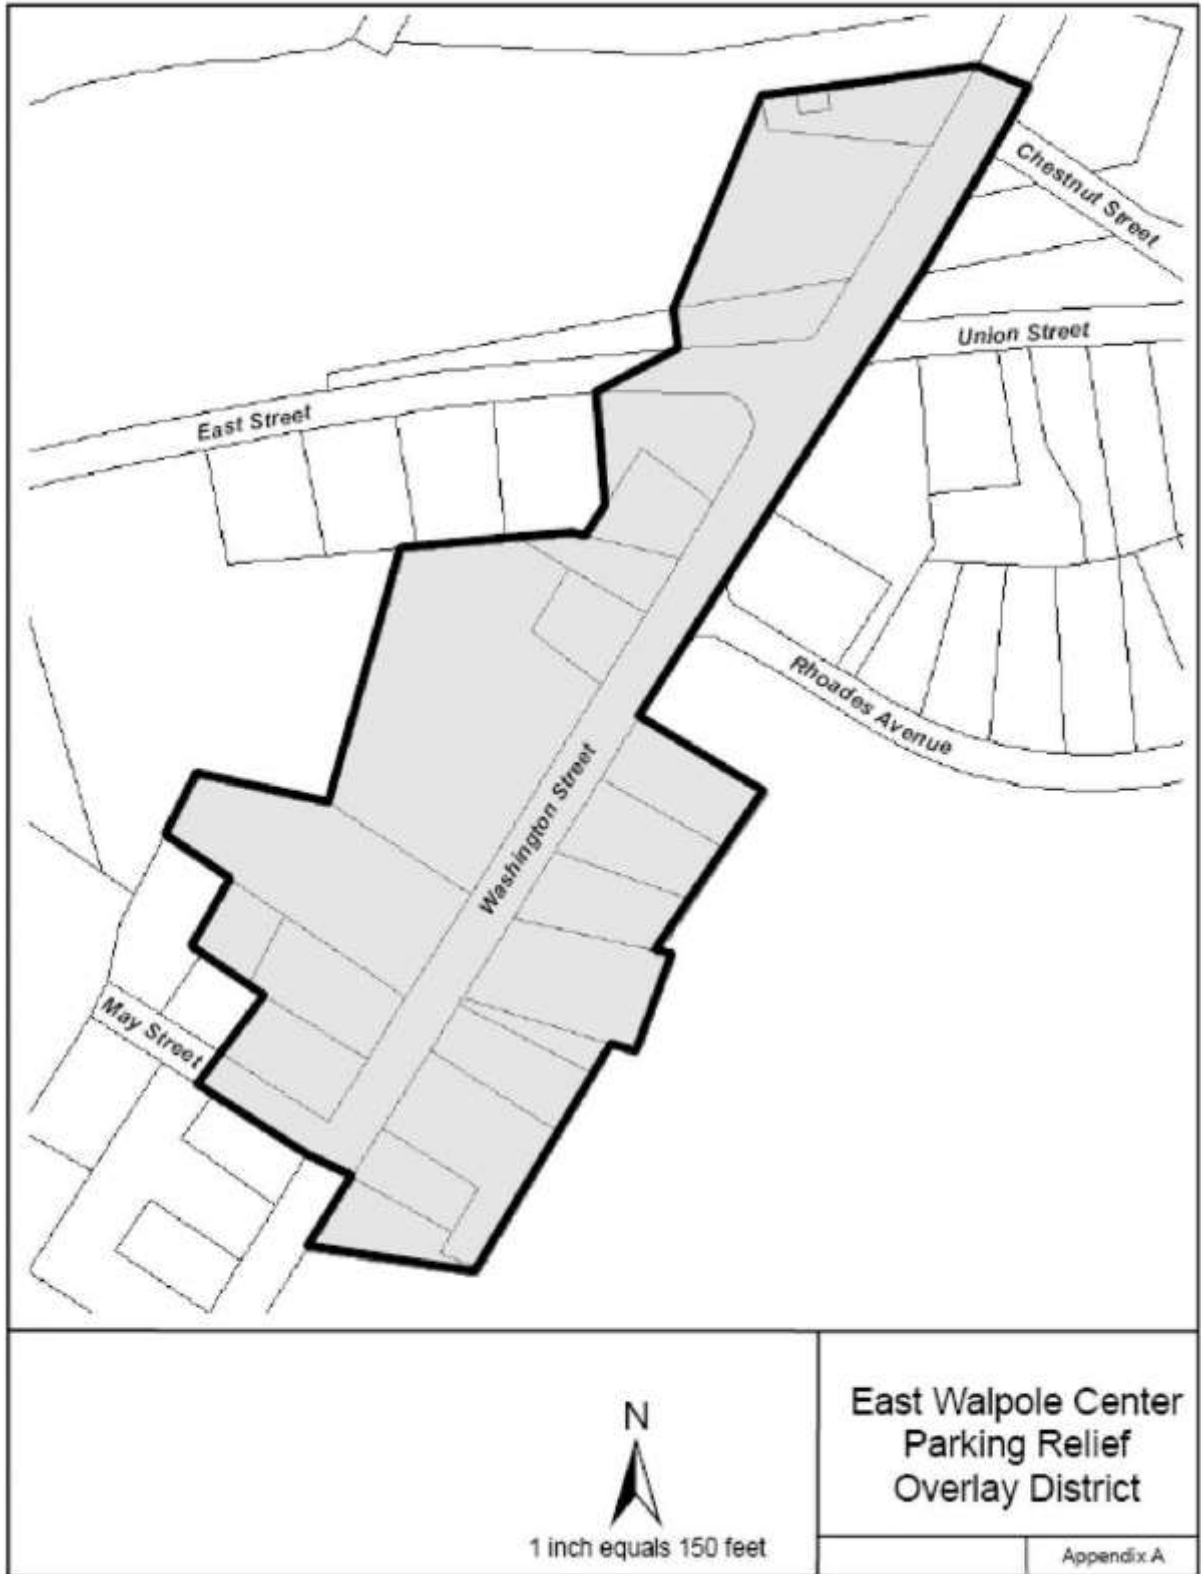 Chestnut Street
Union Street
East Street
Rhoades Avenue
Washington Street
May Street
N
1 inch equals 150 feet
East Walpole Center
Parking Relief
Overlay District
Appendix A